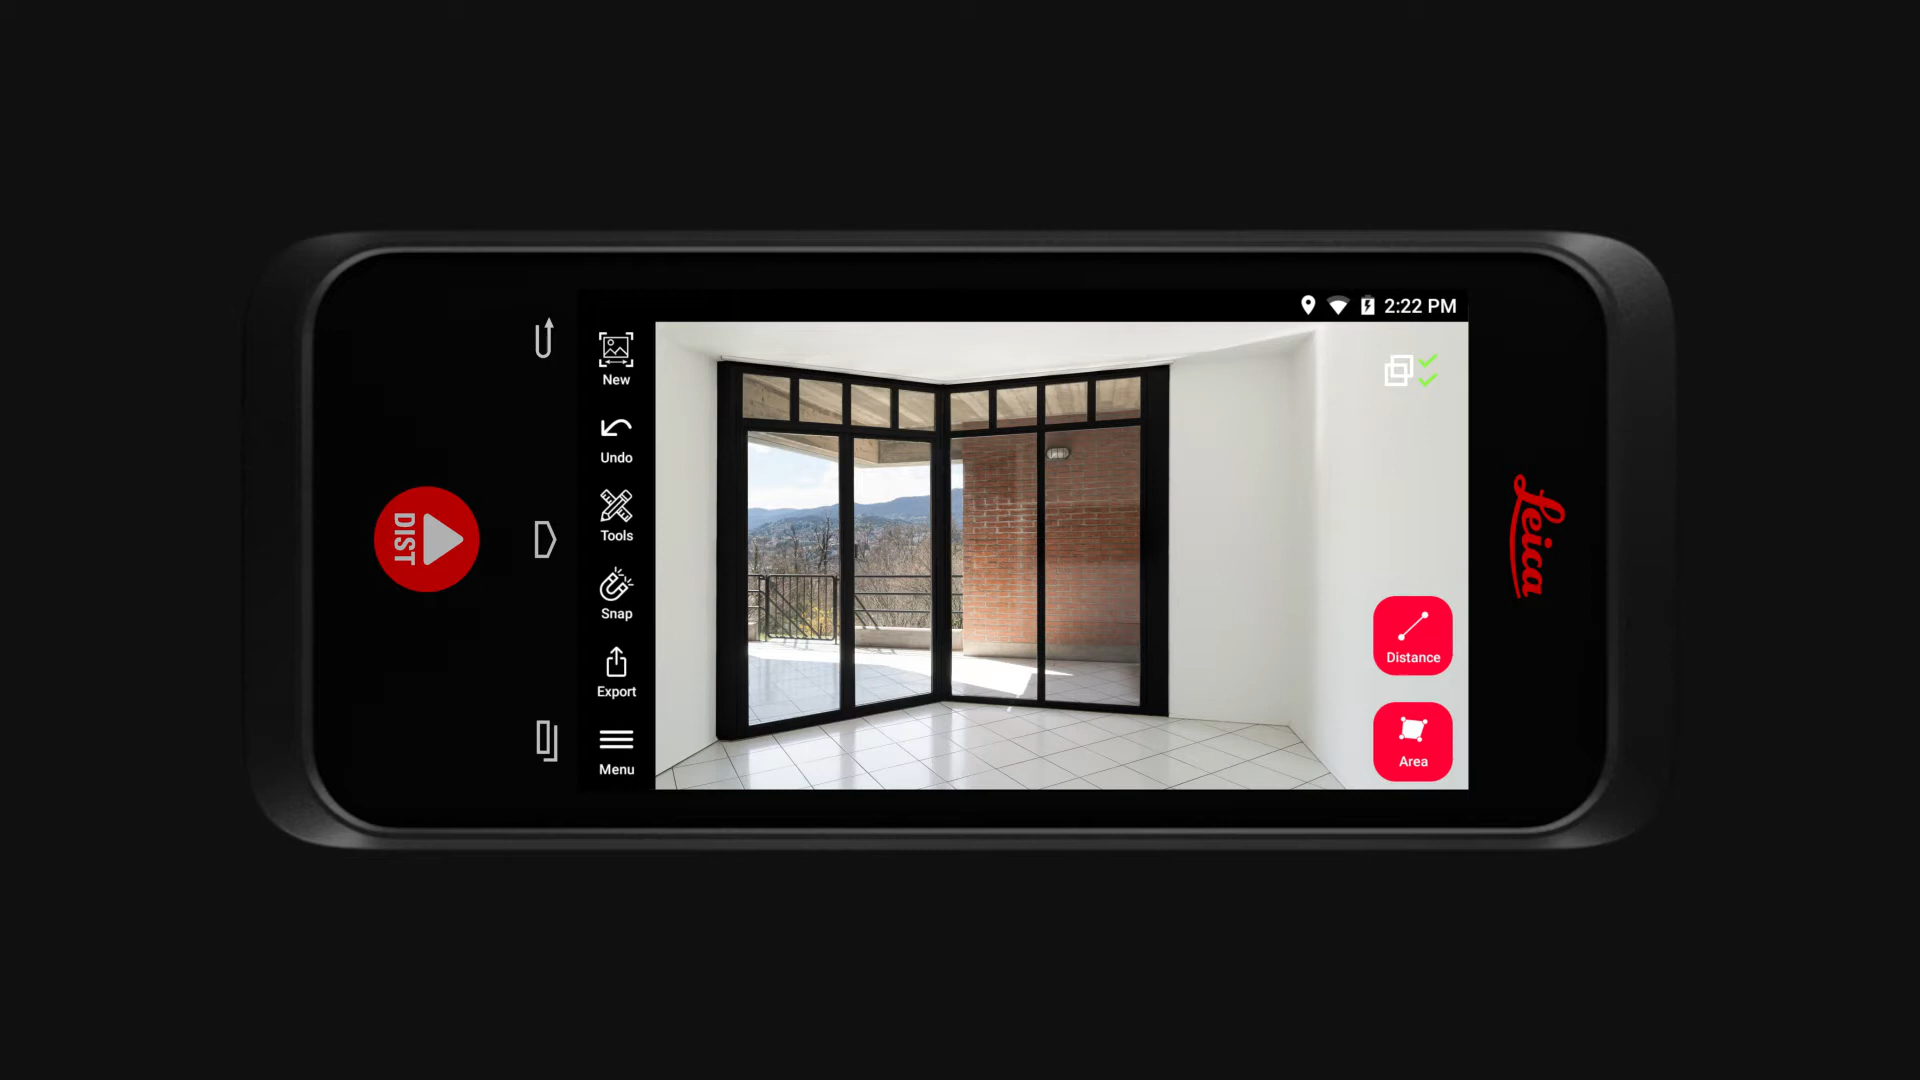 2:22 PM
New
Undo
Tools
Snap
Export
Menu
DIST
Distance
Area
Leica